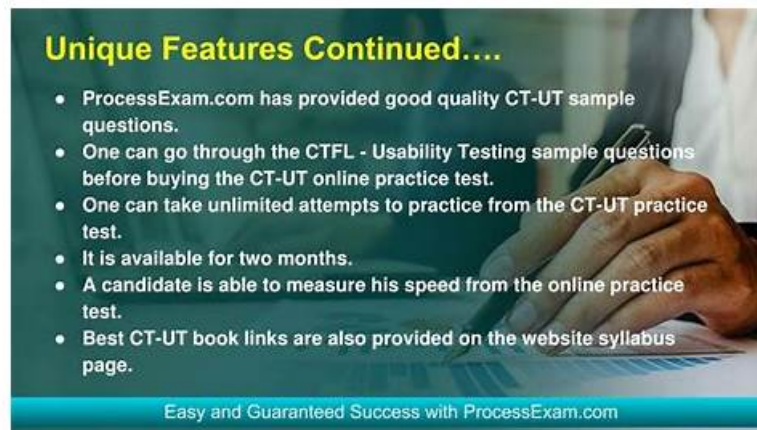 Unique Features Continued....
● ProcessExam.com has provided good quality CT-UT sample
questions.
● One can go through the CTFL - Usability Testing sample questions
before buying the CT-UT online practice test.
● One can take unlimited attempts to practice from the CT-UT practice
test.
● It is available for two months.
● A candidate is able to measure his speed from the online practice
test.
● Best CT-UT book links are also provided on the website syllabus
page.
Easy and Guaranteed Success with ProcessExam.com